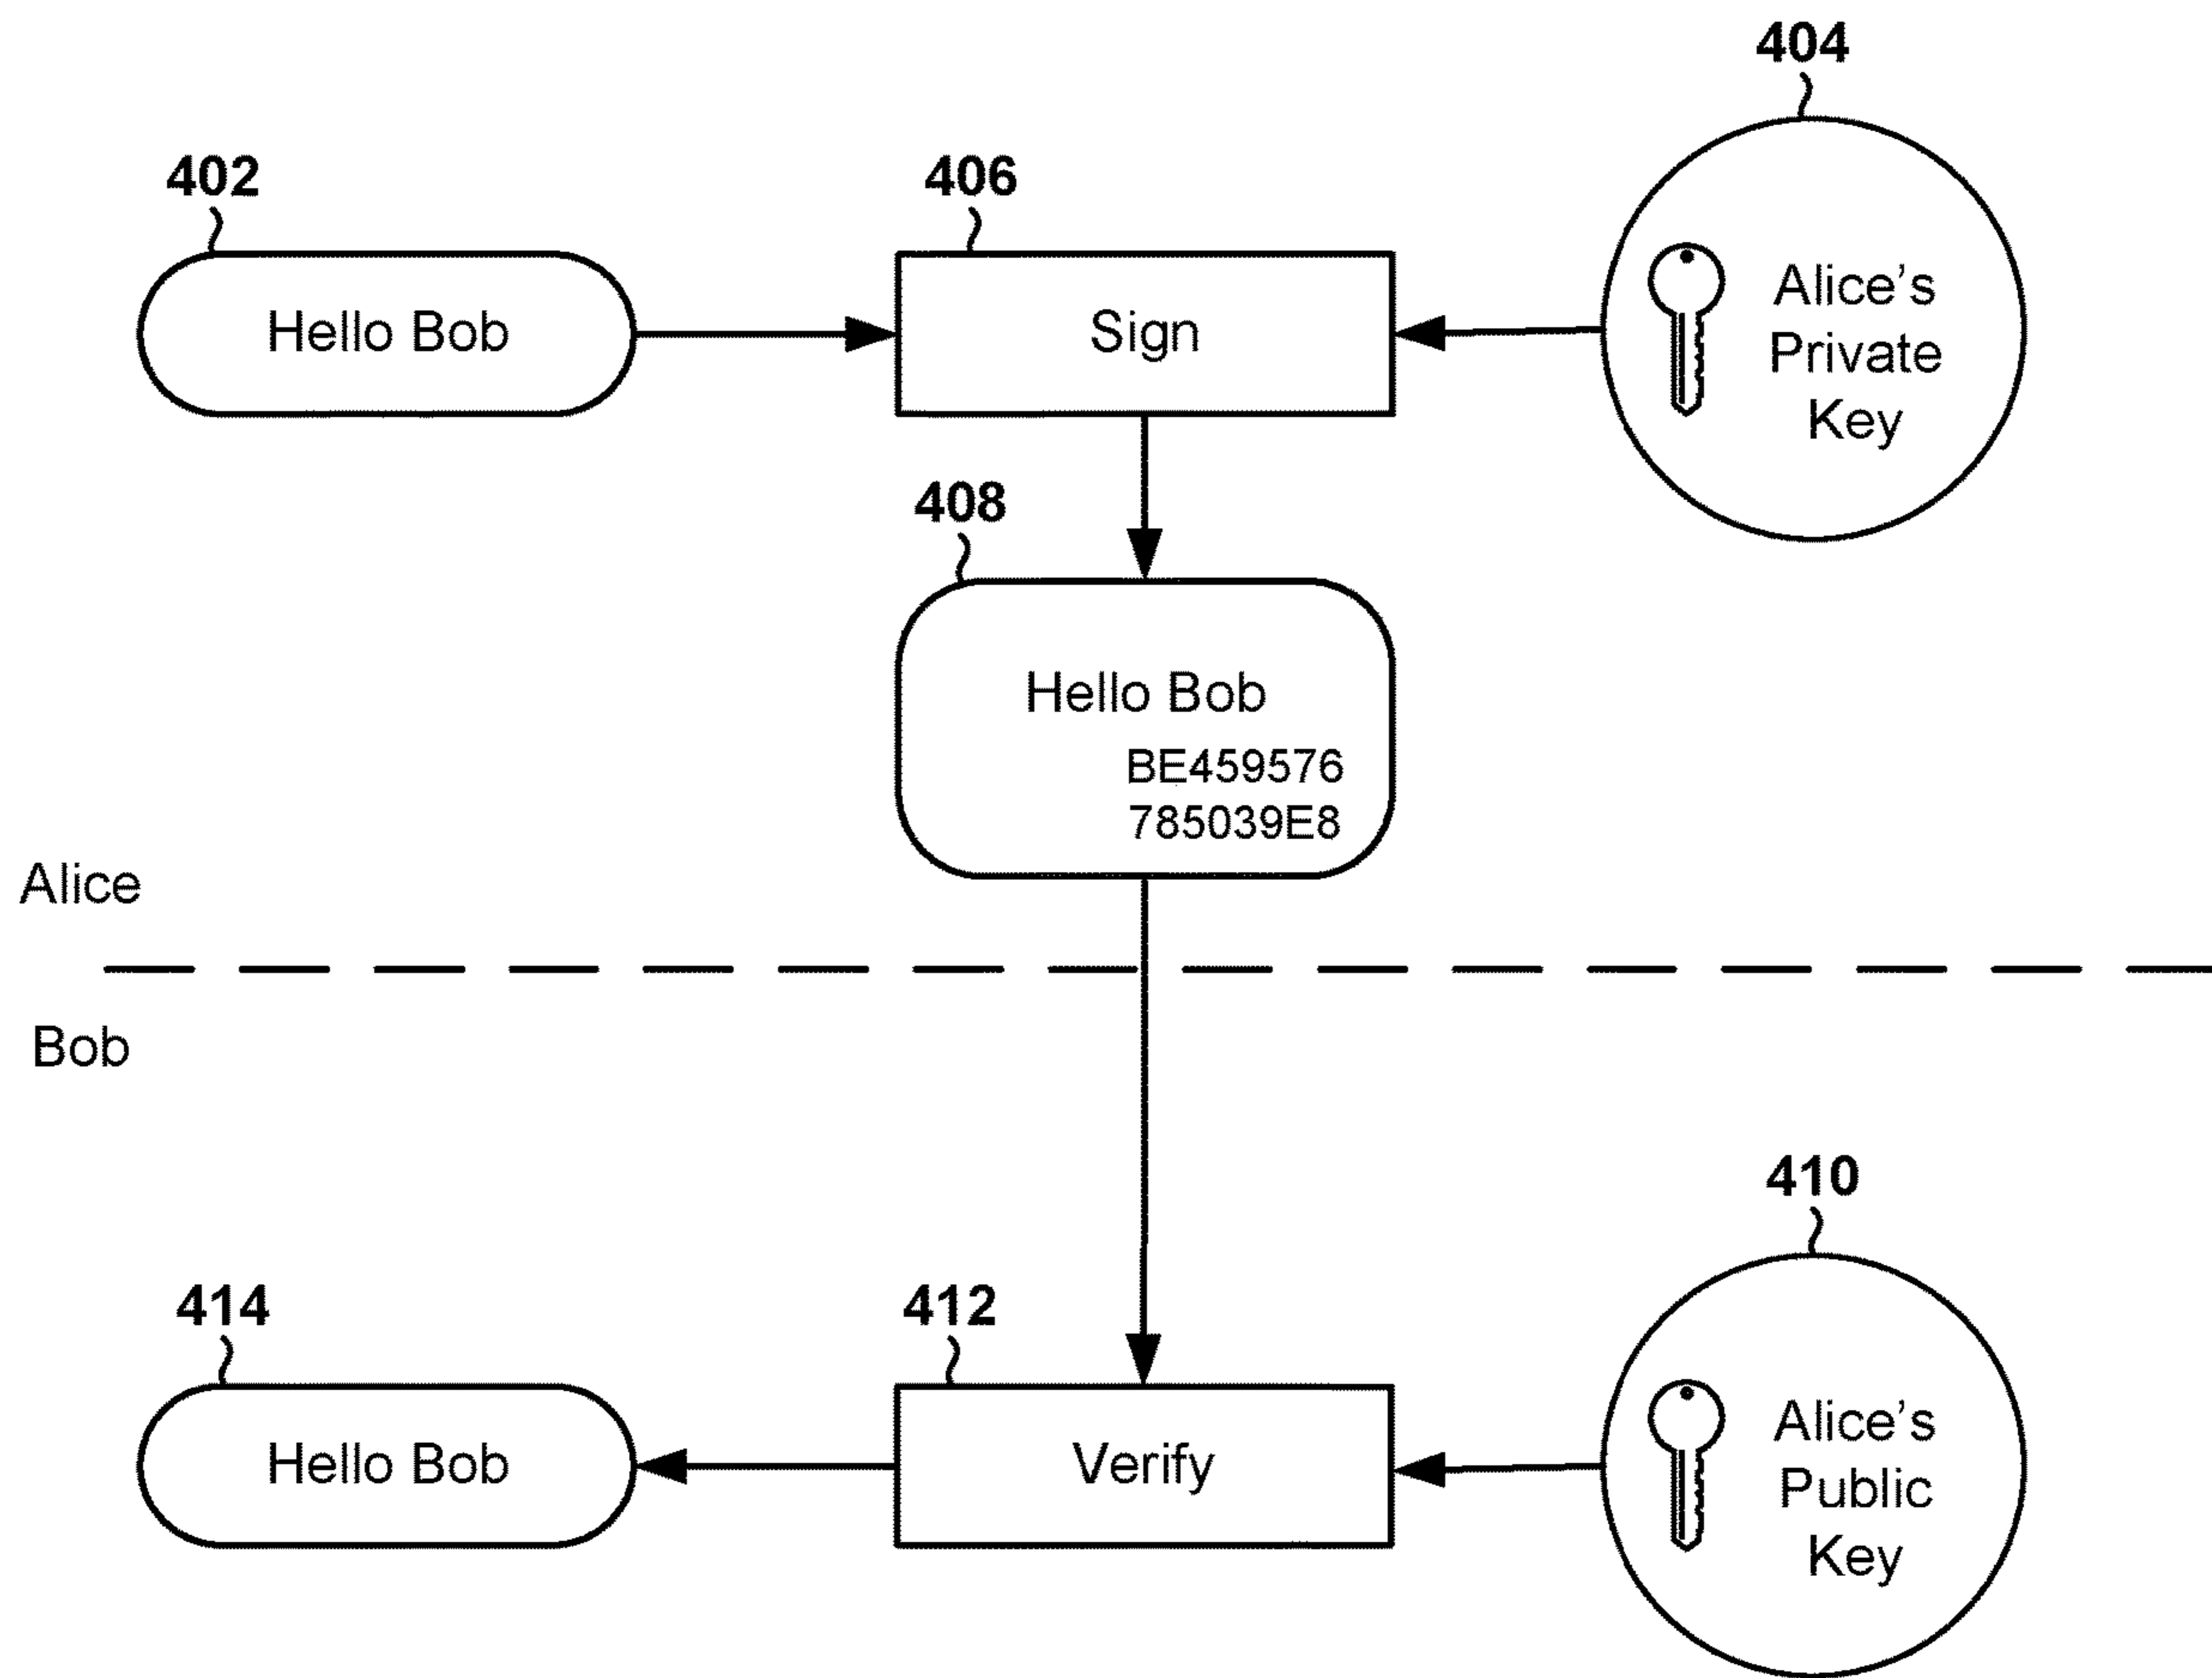 404
402
406
Hello Bob
Sign
Alice’s
Private
Key
408
Hello Bob
BE459576
785039E8
Alice
Bob
410
414
412
Hello Bob
Verify
Alice’s
Public
Key